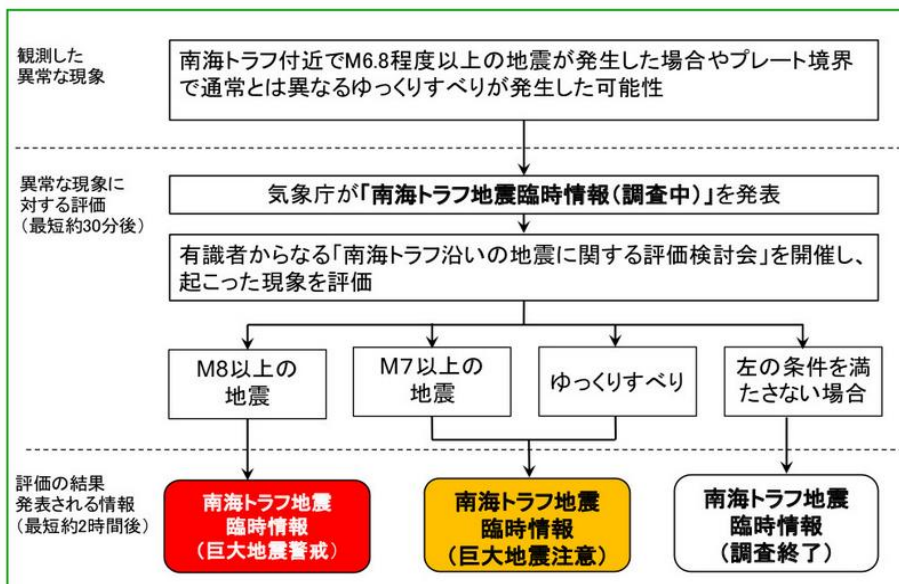 観測した
異常な現象
南海トラフ付近でM6.8程度以上の地震が発生した場合やプレート境界
で通常とは異なるゆっくりすべりが発生した可能性
異常な現象に
対する評価
(最短約30分後)
気象庁が「南海トラフ地震臨時情報(調査中)」を発表
有識者からなる「南海トラフ沿いの地震に関する評価検討会」を開催し、
起こった現象を評価
M8以上の
地震
M7以上の
地震
ゆっくりすべり
左の条件を満
たさない場合
評価の結果
発表される情報
(最短約2時間後)
南海トラフ地震
臨時情報
(巨大地震警戒)
南海トラフ地震
臨時情報
(巨大地震注意)
南海トラフ地震
臨時情報
(調査終了)